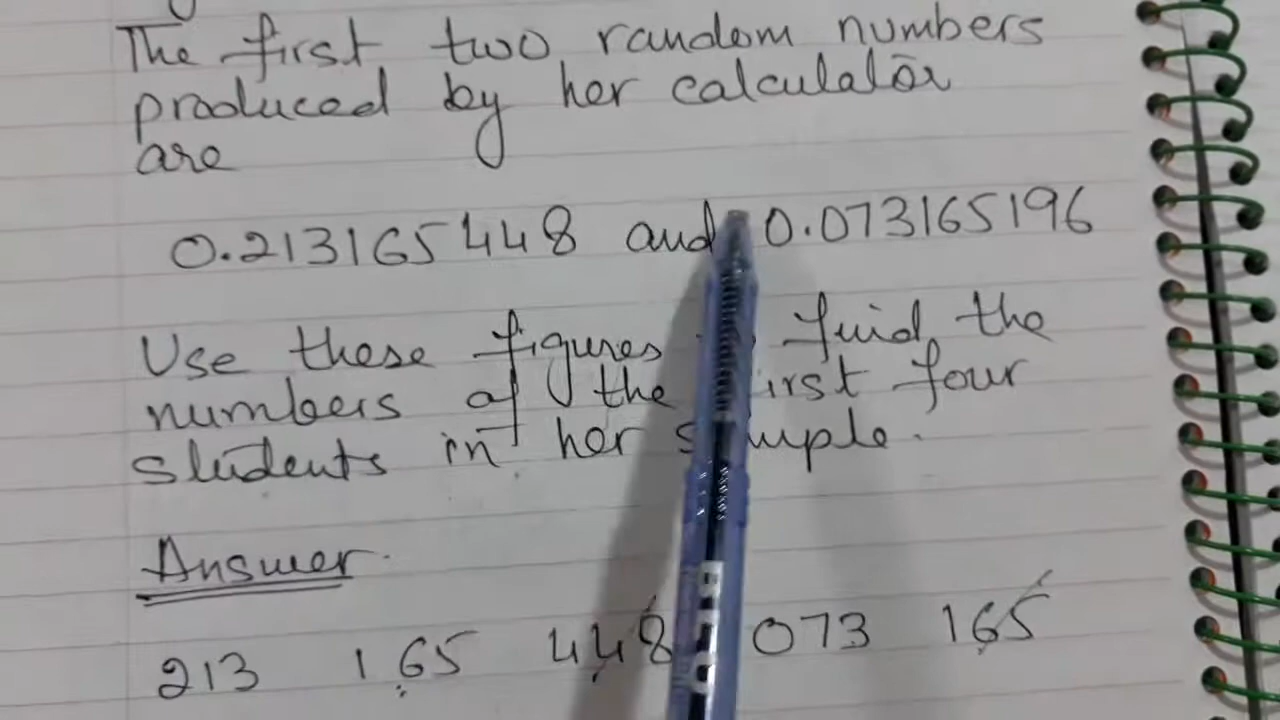 The first two random numbers
produced by her calculator
are
0.213165448 and 0.073165196
Use these figures find the
numbers of the first four
students in her sample.
Answer
213 165 448 073 165